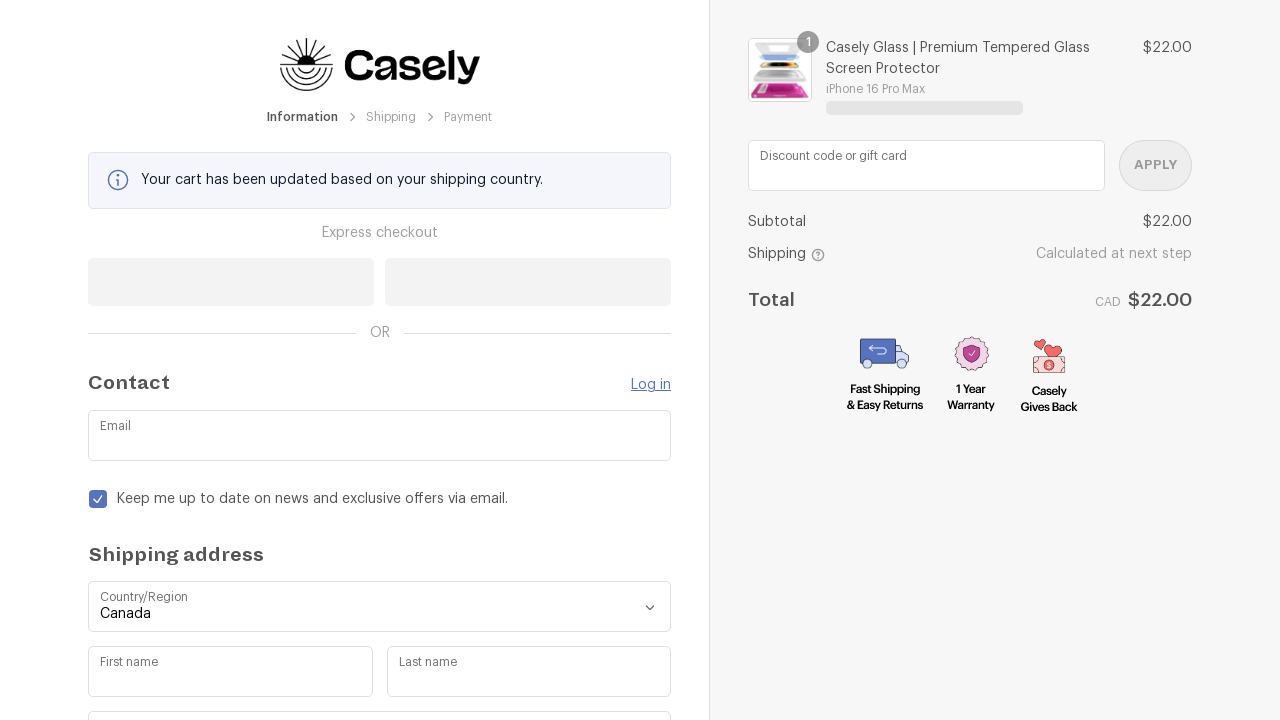 Casely
Information
Shipping
Payment
Your cart has been updated based on your shipping country.
Express checkout
OR
Contact
Log in
Email
Keep me up to date on news and exclusive offers via email.
Shipping address
Country/Region
Canada
First name
Last name
1
Casely Glass | Premium Tempered Glass
Screen Protector
iPhone 16 Pro Max
$22.00
Discount code or gift card
APPLY
Subtotal
$22.00
Shipping
Calculated at next step
Total
CAD $22.00
Fast Shipping
& Easy Returns
1 Year
Warranty
Casely
Gives Back